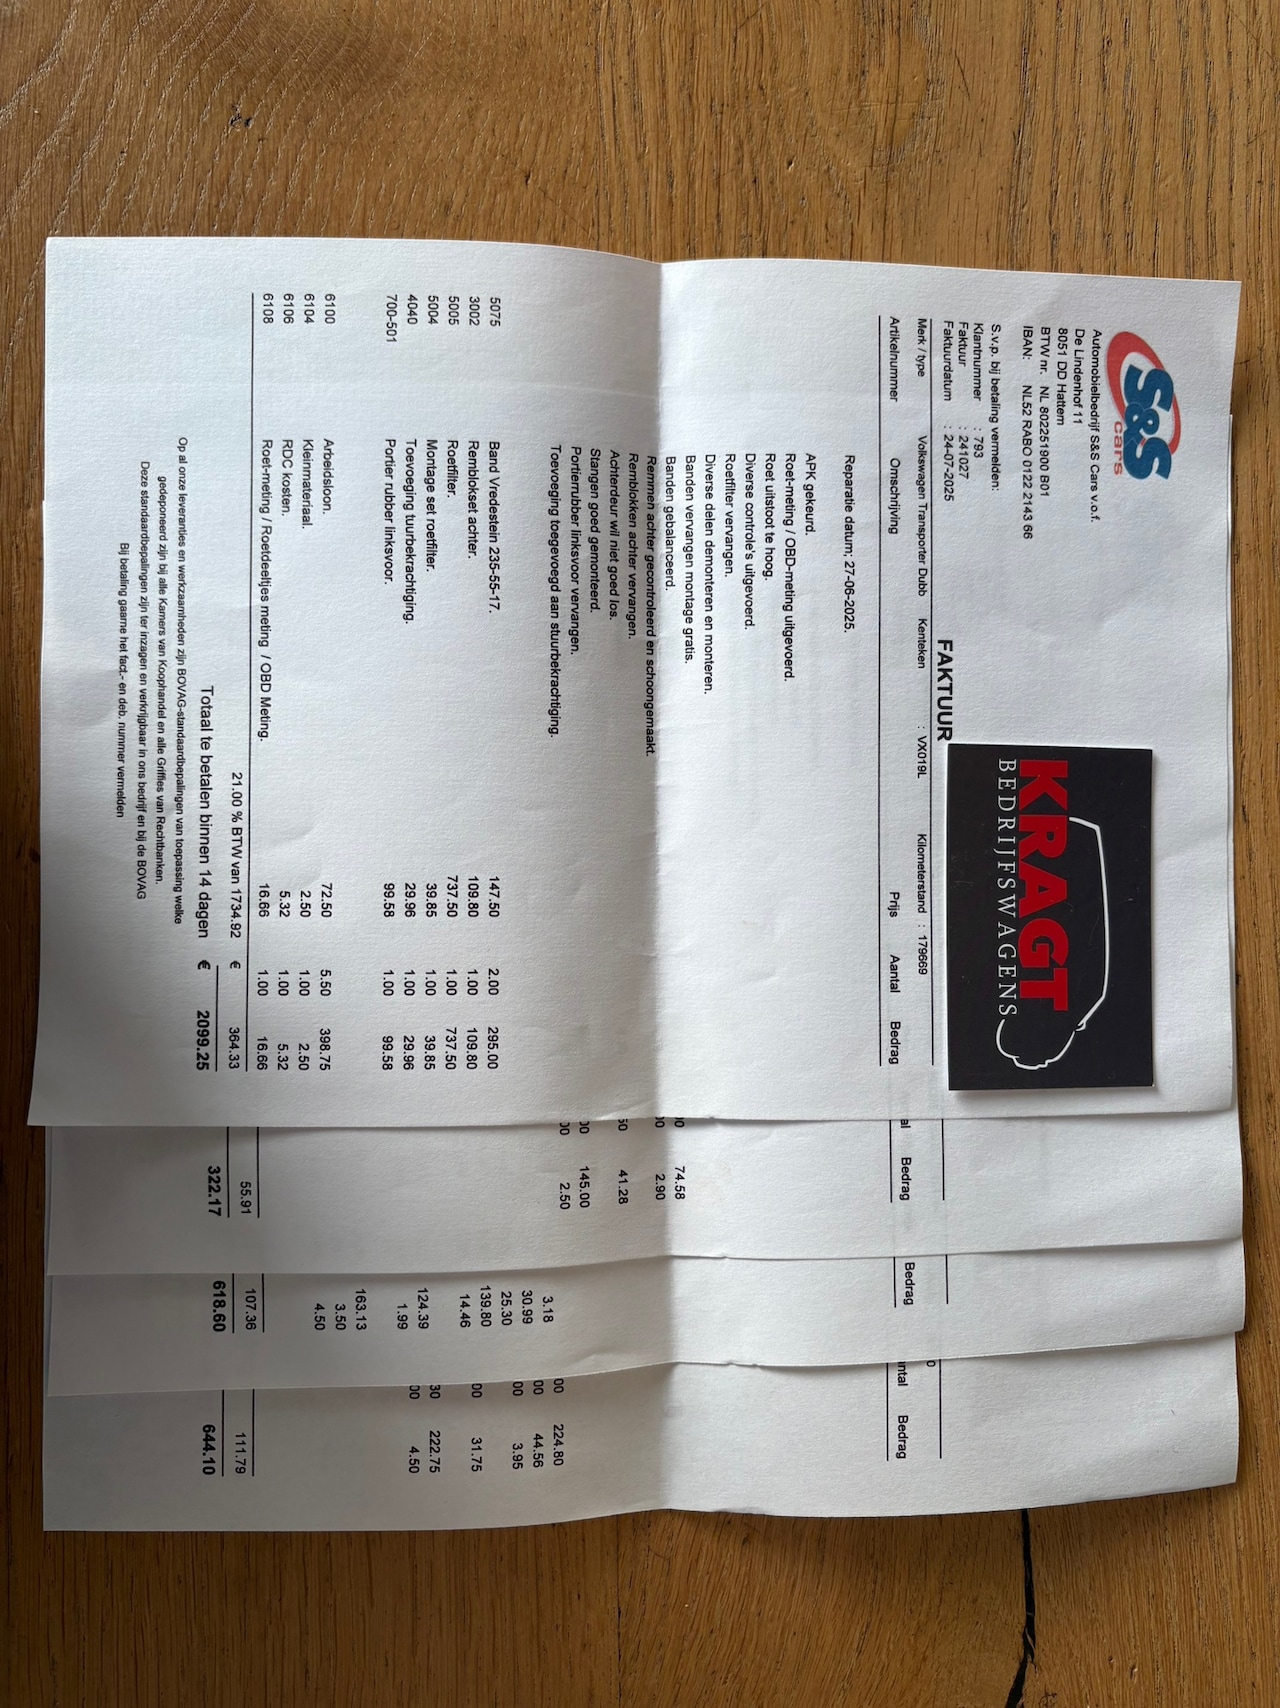 S&S
cars
Automobielbedrijf S&S Cars v.o.f.
De Lindenhof 11
8051 DD Hattem
BTW nr. NL 802251900 B01
IBAN: NL52 RABO 0122 2143 66
S.v.p. bij betaling vermelden:
Klantnummer : 793
Faktuur : 241027
Faktuurdatum : 24-07-2025
FAKTUUR
KRAGT
BEDRIJFSWAGENS
Merk / type Volkswagen Transporter Dubb Kenteken : VX019L Kilometerstand : 179669
Artikelnummer Omschrijving Prijs Aantal Bedrag
Reparatie datum: 27-06-2025.
APK gekeurd.
Roet-meting / OBD-meting uitgevoerd.
Roet uitstoot te hoog.
Diverse controle's uitgevoerd.
Roetfilter vervangen.
Diverse delen demonteren en monteren.
Banden vervangen montage gratis.
Banden gebalanceerd.
Remmen achter gecontroleerd en schoongemaakt.
Remblokken achter vervangen.
Achterdeur wil niet goed los.
Stangen goed gemonteerd.
Portierrubber linksvoor vervangen.
Toevoeging toegevoegd aan stuurbekrachtiging.
5075 Band Vredestein 235-55-17. 147.50 2.00 295.00
3002 Remblokset achter. 109.80 1.00 109.80
5005 Roetfilter. 737.50 1.00 737.50
5004 Montage set roetfilter. 39.85 1.00 39.85
4040 Toevoeging tuurbekrachtiging. 29.96 1.00 29.96
700-501 Portier rubber linksvoor. 99.58 1.00 99.58
6100 Arbeidsloon. 72.50 5.50 398.75
6104 Kleinmateriaal. 2.50 1.00 2.50
6106 RDC kosten. 5.32 1.00 5.32
6108 Roet-meting / Roetdeeltjes meting / OBD Meting. 16.66 1.00 16.66
21.00 % BTW van 1734.92 € 364.33
Totaal te betalen binnen 14 dagen € 2099.25
Op al onze leveranties en werkzaamheden zijn BOVAG-standaardbepalingen van toepassing welke
gedeponeerd zijn bij alle Kamers van Koophandel en alle Griffies van Rechtbanken.
Deze standaardbepelingen zijn ter inzagen en verkrijgbaar in ons bedrijf en bij de BOVAG
Bij betaling gaarne het fact.- en deb. nummer vermelden
al Bedrag
00 74.58
00 2.90
50 41.28
00 145.00
00 2.50
55.91
322.17
Bedrag
3.18
30.99
25.30
139.80
14.46
124.39
1.99
163.13
3.50
4.50
107.36
618.60
0
ntal Bedrag
00 224.80
00 44.56
00 3.95
00 31.75
30 222.75
00 4.50
111.79
644.10